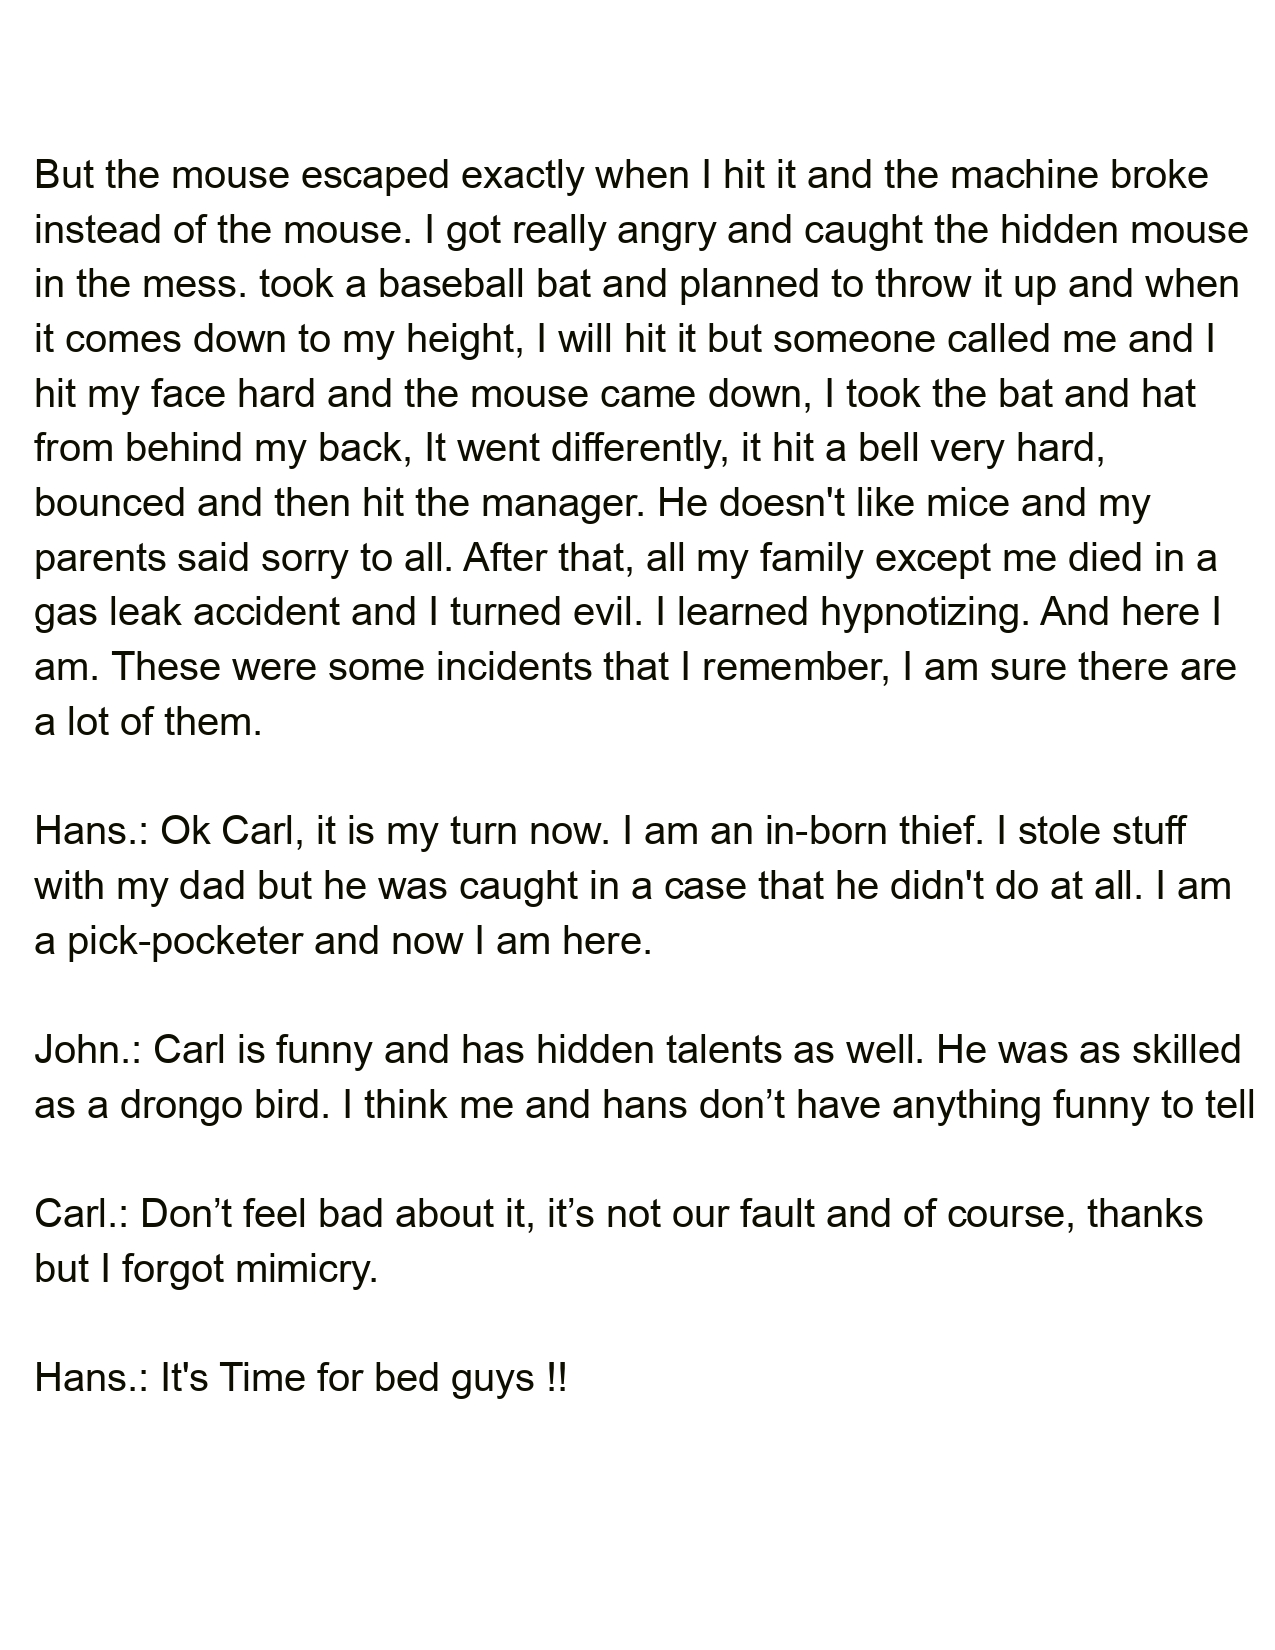 But the mouse escaped exactly when I hit it and the machine broke
instead of the mouse. I got really angry and caught the hidden mouse
in the mess. took a baseball bat and planned to throw it up and when
it comes down to my height, I will hit it but someone called me and I
hit my face hard and the mouse came down, I took the bat and hat
from behind my back, It went differently, it hit a bell very hard,
bounced and then hit the manager. He doesn't like mice and my
parents said sorry to all. After that, all my family except me died in a
gas leak accident and I turned evil. I learned hypnotizing. And here I
am. These were some incidents that I remember, I am sure there are
a lot of them.
Hans.: Ok Carl, it is my turn now. I am an in-born thief. I stole stuff
with my dad but he was caught in a case that he didn't do at all. I am
a pick-pocketer and now I am here.
John.: Carl is funny and has hidden talents as well. He was as skilled
as a drongo bird. I think me and hans don’t have anything funny to tell
Carl.: Don’t feel bad about it, it’s not our fault and of course, thanks
but I forgot mimicry.
Hans.: It's Time for bed guys !!